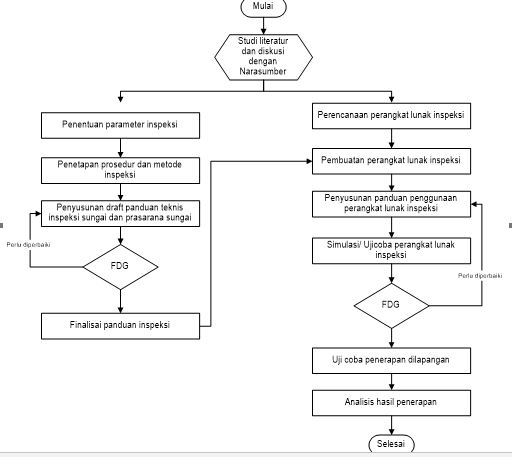 Mulai
Studi literatur
dan diskusi
dengan
Narasumber
Penentuan parameter inspeksi
Penetapan prosedur dan metode
inspeksi
Penyusunan draft panduan teknis
inspeksi sungai dan prasarana sungai
Perlu diperbaiki
FDG
Finalisai panduan inspeksi
Perencanaan perangkat lunak inspeksi
Pembuatan perangkat lunak inspeksi
Penyusunan panduan penggunaan
perangkat lunak inspeksi
Simulasi/ Ujicoba perangkat lunak
inspeksi
Perlu diperbaiki
FDG
Uji coba penerapan dilapangan
Analisis hasil penerapan
Selesai